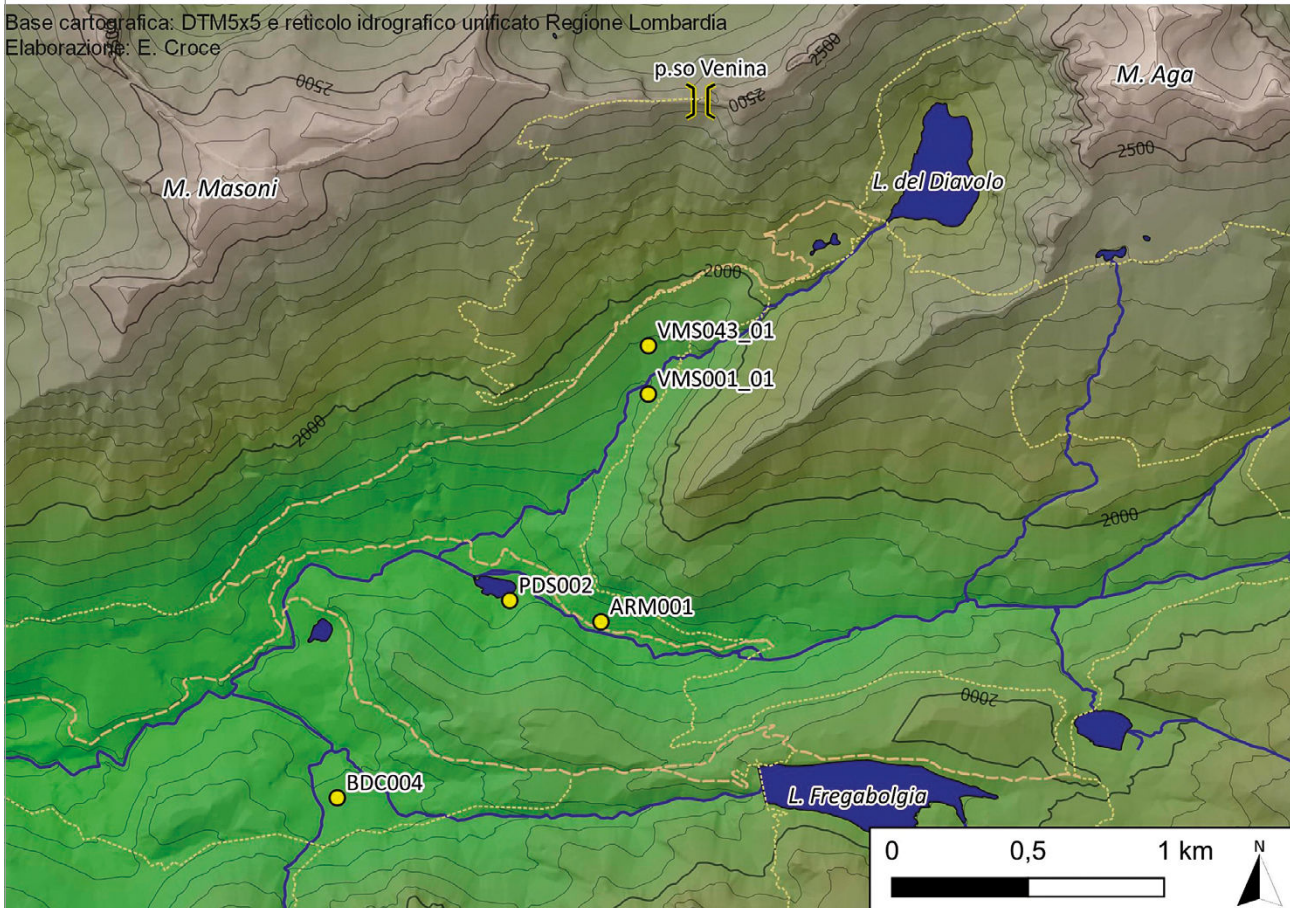 Base cartografica: DTM5x5 e reticolo idrografico unificato Regione Lombardia
Elaborazione: E. Croce
p.so Venina
2500
2500
2500
M. Aga
2500
M. Masoni
L. del Diavolo
2000
VMS043_01
VMS001_01
2000
2000
PDS002
ARM001
2000
BDC004
L. Fregabolgia
0 0,5 1 km
N